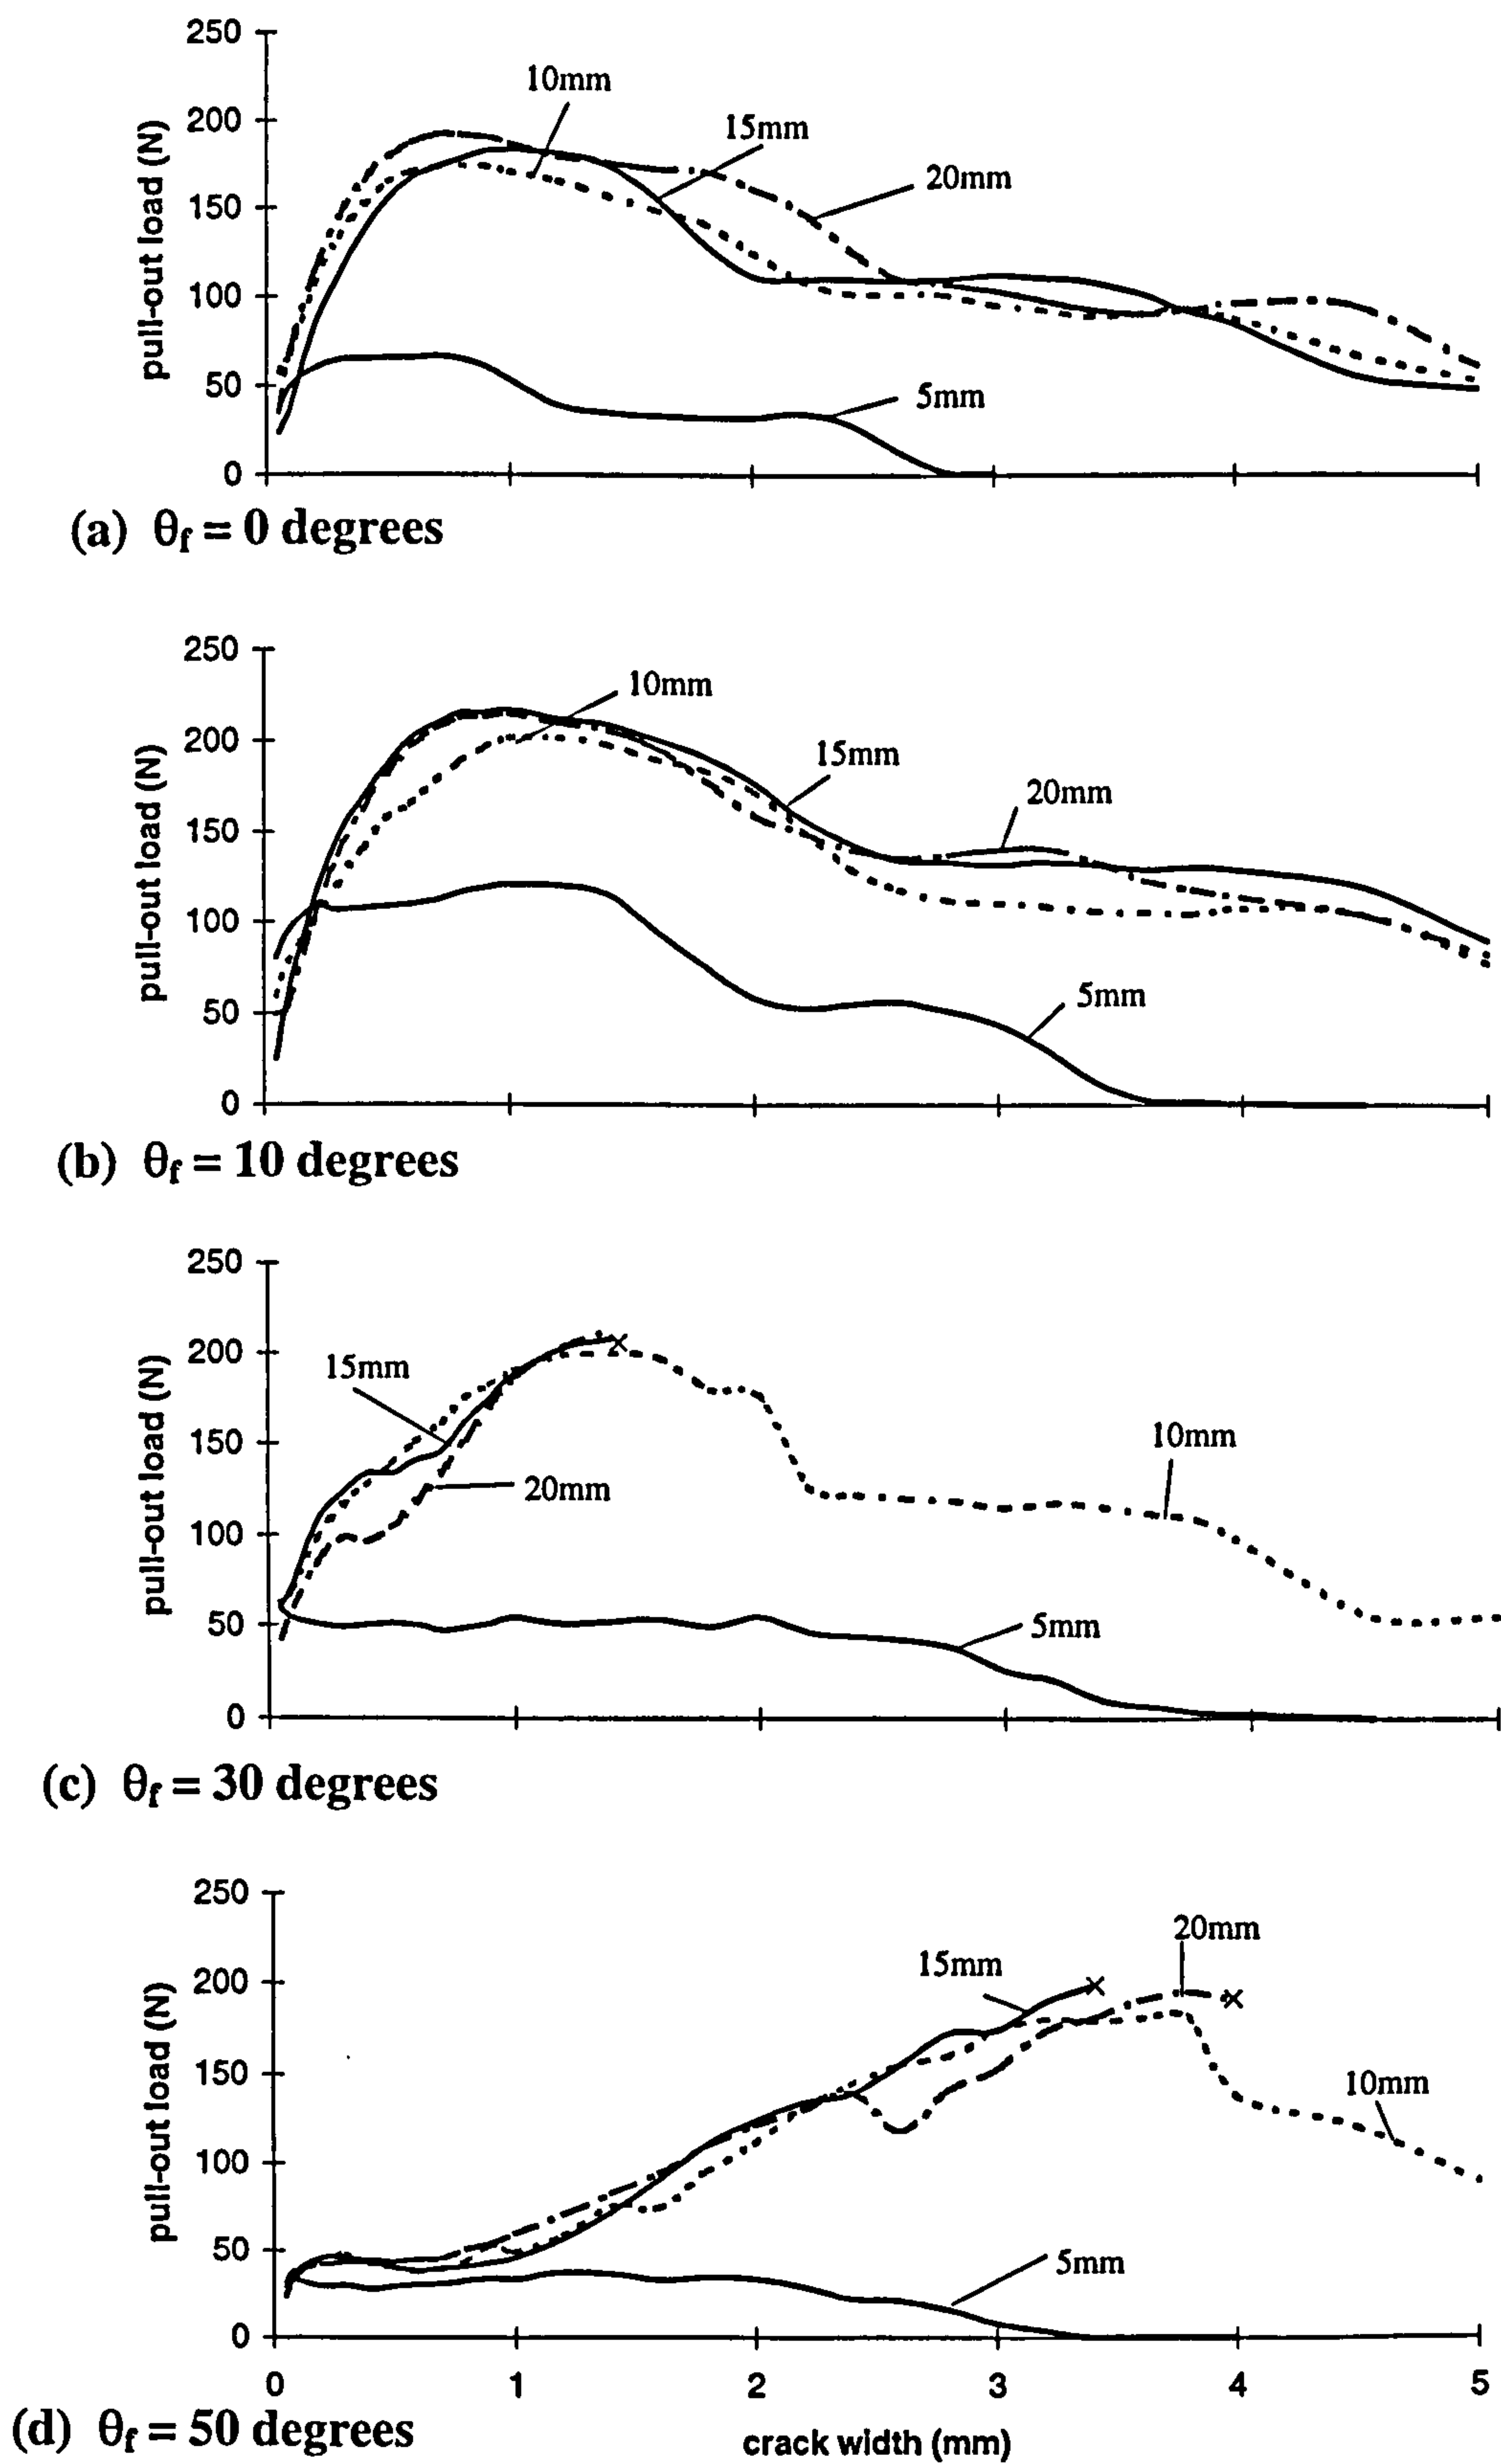 250
200
150
100
50
0
pull-out load (N)
10mm
15mm
20mm
5mm
(a) θf = 0 degrees
250
200
150
100
50
0
pull-out load (N)
10mm
15mm
20mm
5mm
(b) θf = 10 degrees
250
200
150
100
50
0
pull-out load (N)
15mm
20mm
10mm
5mm
(c) θf = 30 degrees
250
200
150
100
50
0
pull-out load (N)
20mm
15mm
10mm
5mm
0 1 2 3 4 5
(d) θf = 50 degrees
crack width (mm)